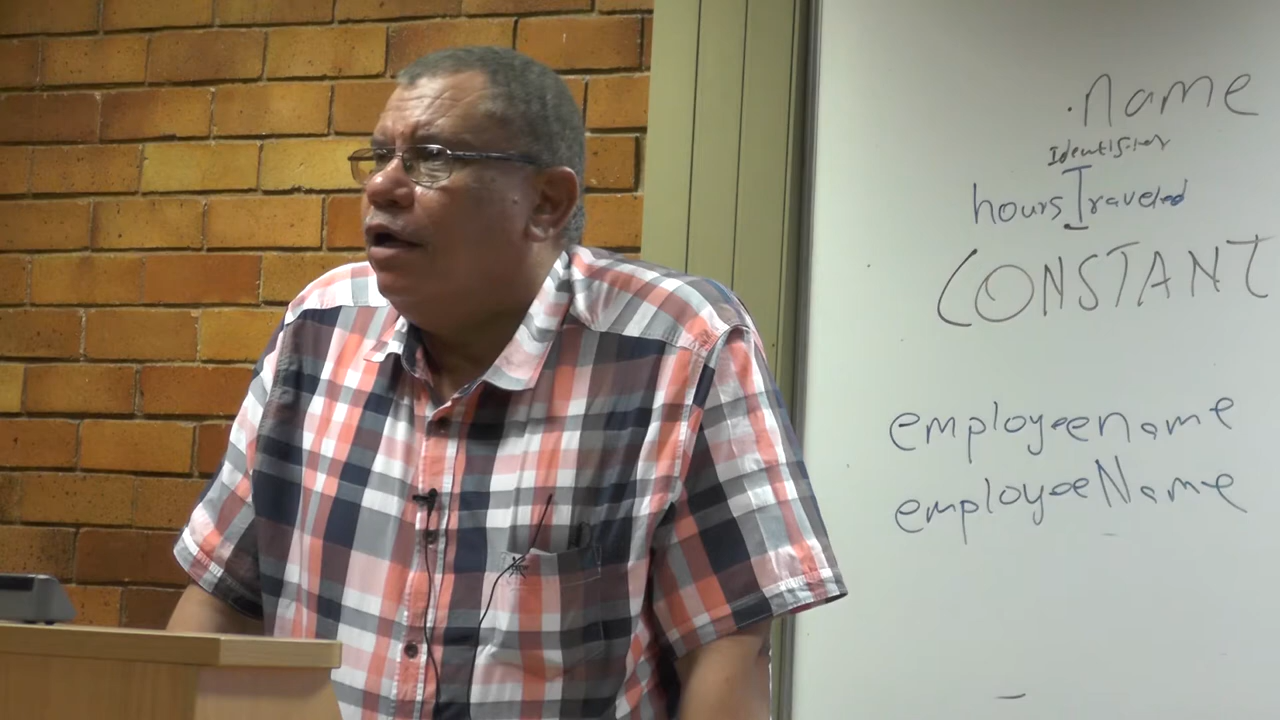 .name
Identifier
hoursTraveled
CONSTANT
employeename
employeeName